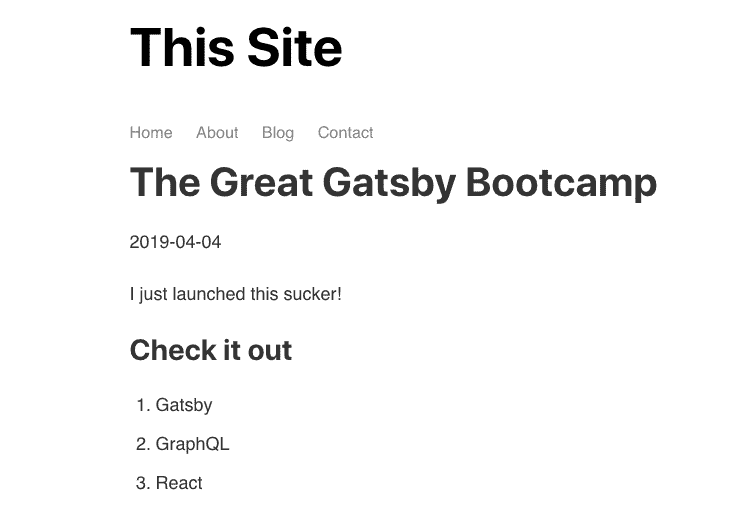 This Site
Home About Blog Contact
The Great Gatsby Bootcamp
2019-04-04
I just launched this sucker!
Check it out
1. Gatsby
2. GraphQL
3. React